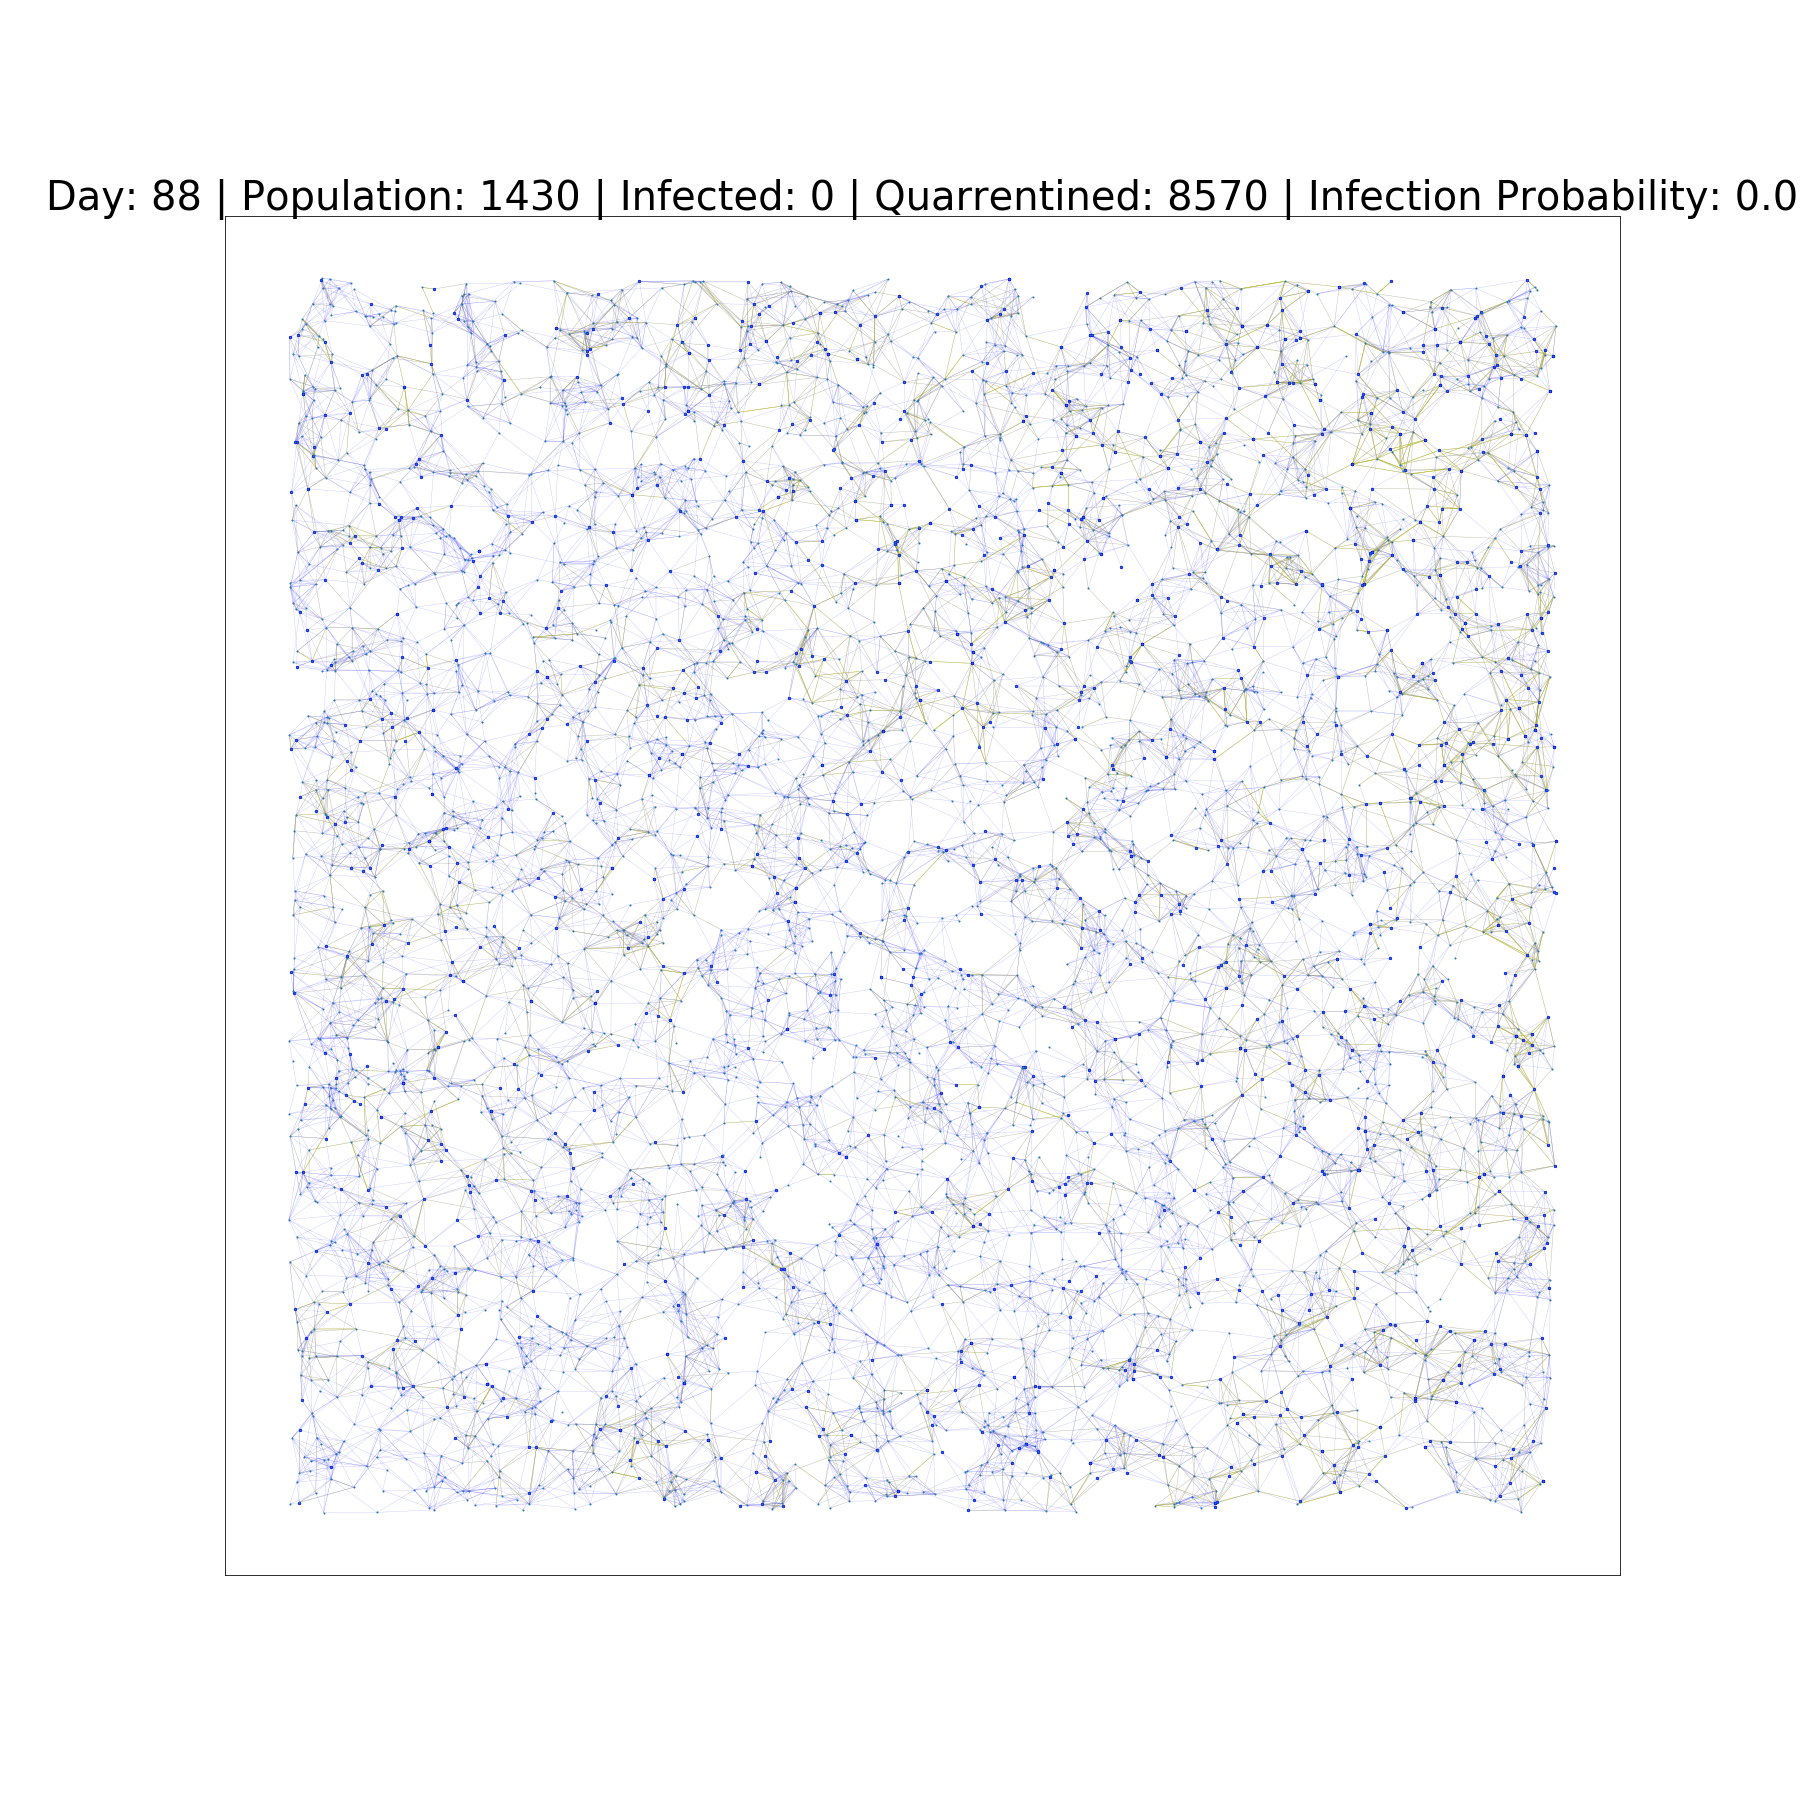 Day: 88 | Population: 1430 | Infected: 0 | Quarrentined: 8570 | Infection Probability: 0.0